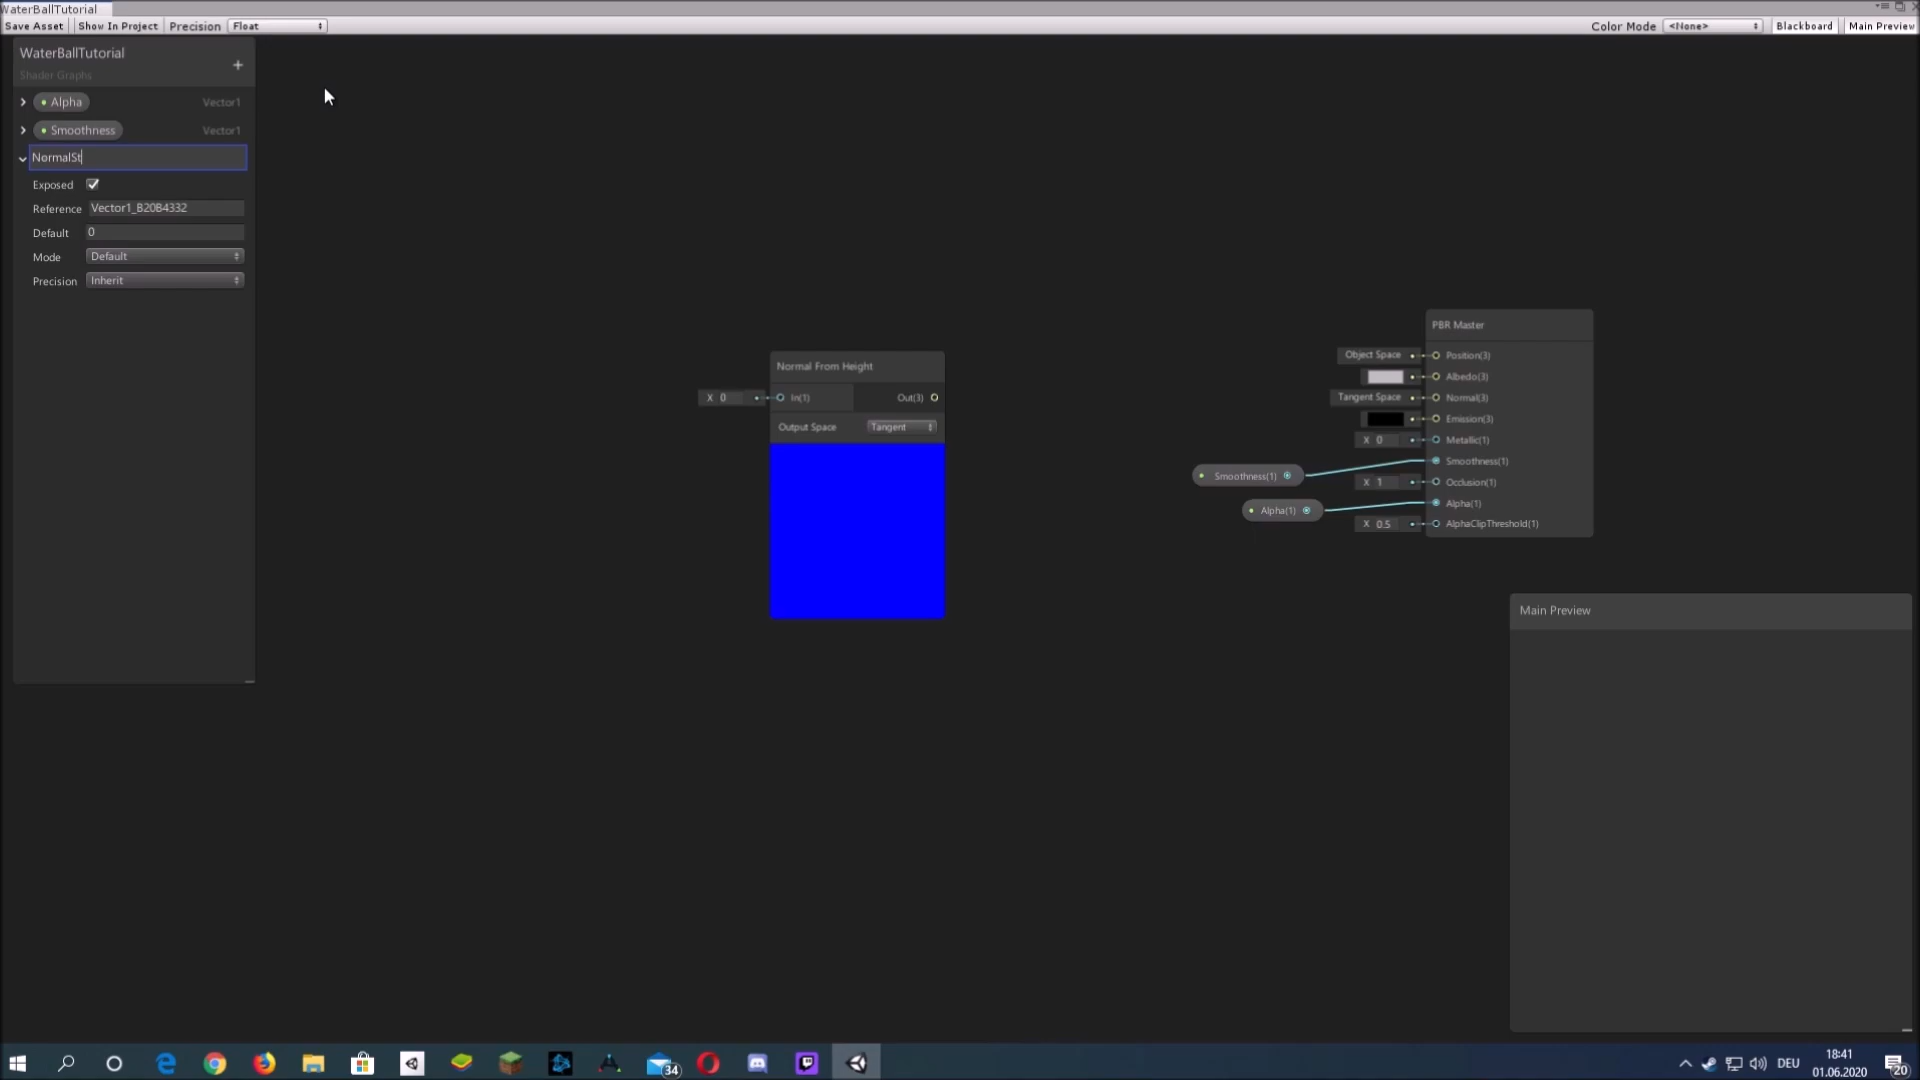 WaterBallTutorial
Save Asset Show In Project Precision Float Color Mode <None> Blackboard Main Preview
WaterBallTutorial
Shader Graphs
Alpha Vector1
Smoothness Vector1
NormalSt
Exposed
Reference Vector1_B20B4332
Default 0
Mode Default
Precision Inherit
Normal From Height
X 0 In(1) Out(3)
Output Space Tangent
PBR Master
Object Space Position(3)
Albedo(3)
Tangent Space Normal(3)
Emission(3)
X 0 Metallic(1)
Smoothness(1) Smoothness(1)
X 1 Occlusion(1)
Alpha(1) Alpha(1)
X 0.5 AlphaClipThreshold(1)
Main Preview
34
DEU
18:41
01.06.2020
20